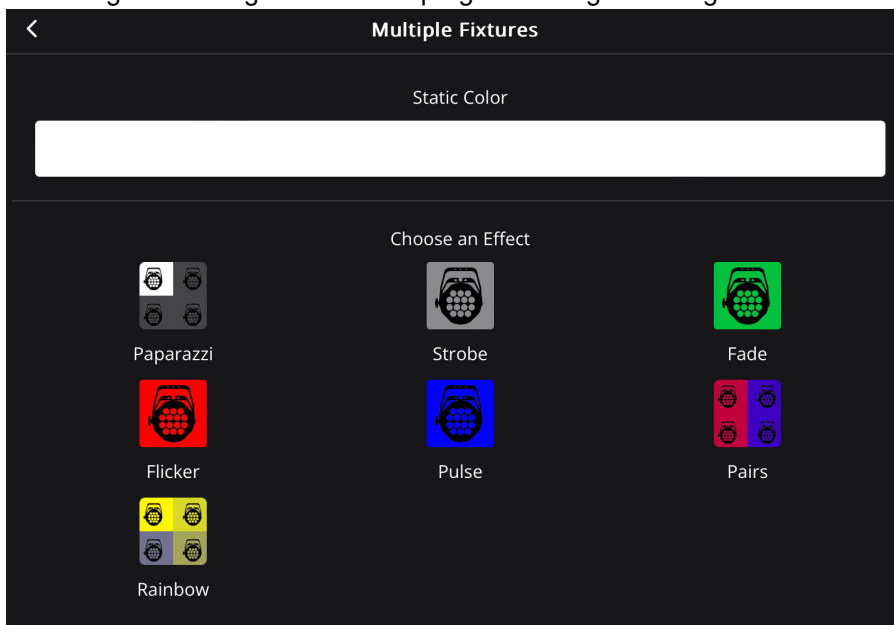 Multiple Fixtures
Static Color
Choose an Effect
Paparazzi
Strobe
Fade
Flicker
Pulse
Pairs
Rainbow